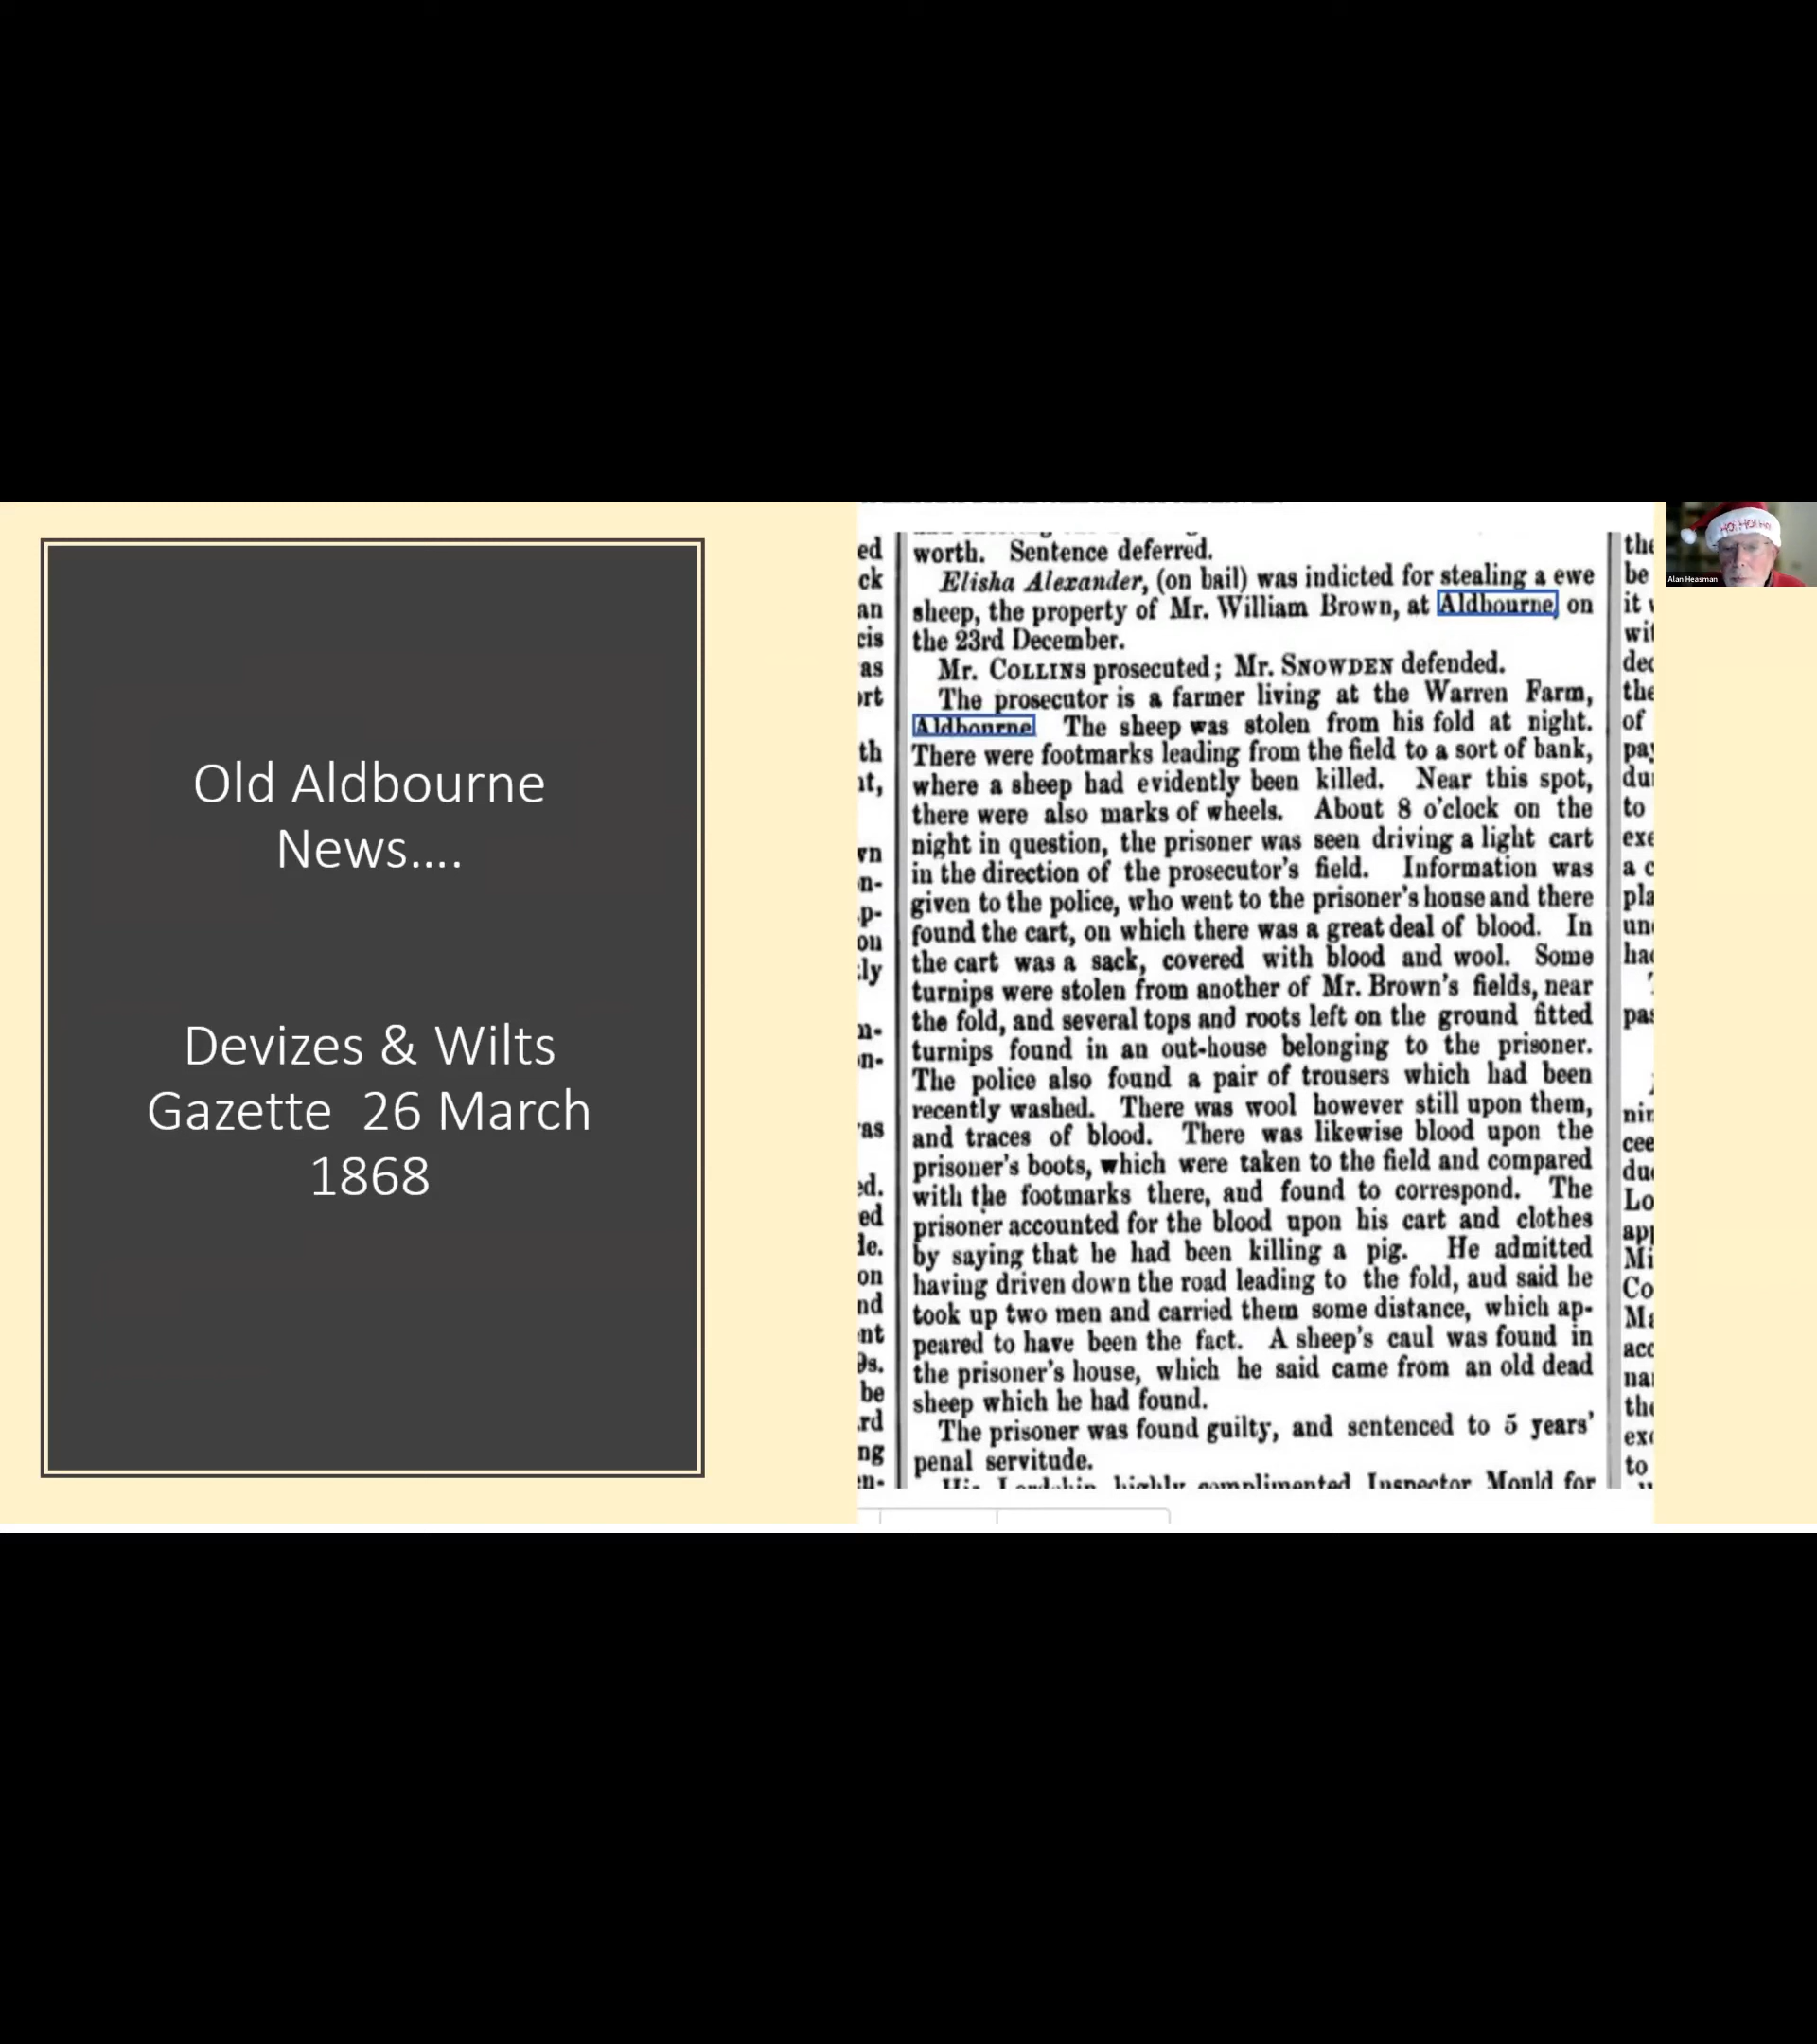 Old Aldbourne
News....
Devizes & Wilts
Gazette 26 March
1868
worth. Sentence deferred.
Elisha Alexander, (on bail) was indicted for stealing a ewe
sheep, the property of Mr. William Brown, at Aldbourne, on
the 23rd December.
Mr. COLLINS prosecuted; Mr. SNOWDEN defended.
The prosecutor is a farmer living at the Warren Farm,
Aldbourne The sheep was stolen from his fold at night.
There were footmarks leading from the field to a sort of bank,
where a sheep had evidently been killed. Near this spot,
there were also marks of wheels. About 8 o'clock on the
night in question, the prisoner was seen driving a light cart
in the direction of the prosecutor's field. Information was
given to the police, who went to the prisoner's house and there
found the cart, on which there was a great deal of blood. In
the cart was a sack, covered with blood and wool. Some
turnips were stolen from another of Mr. Brown's fields, near
the fold, and several tops and roots left on the ground fitted
turnips found in an out-house belonging to the prisoner.
The police also found a pair of trousers which had been
recently washed. There was wool however still upon them,
and traces of blood. There was likewise blood upon the
prisoner's boots, which were taken to the field and compared
with the footmarks there, and found to correspond. The
prisoner accounted for the blood upon his cart and clothes
by saying that he had been killing a pig. He admitted
having driven down the road leading to the fold, aud said he
took up two men and carried them some distance, which ap-
peared to have been the fact. A sheep's caul was found in
the prisoner's house, which he said came from an old dead
sheep which he had found.
The prisoner was found guilty, and sentenced to 5 years'
penal servitude.
His Lordship highly complimented Inspector Mould for
HO! HO! Ho
Alan Heasman